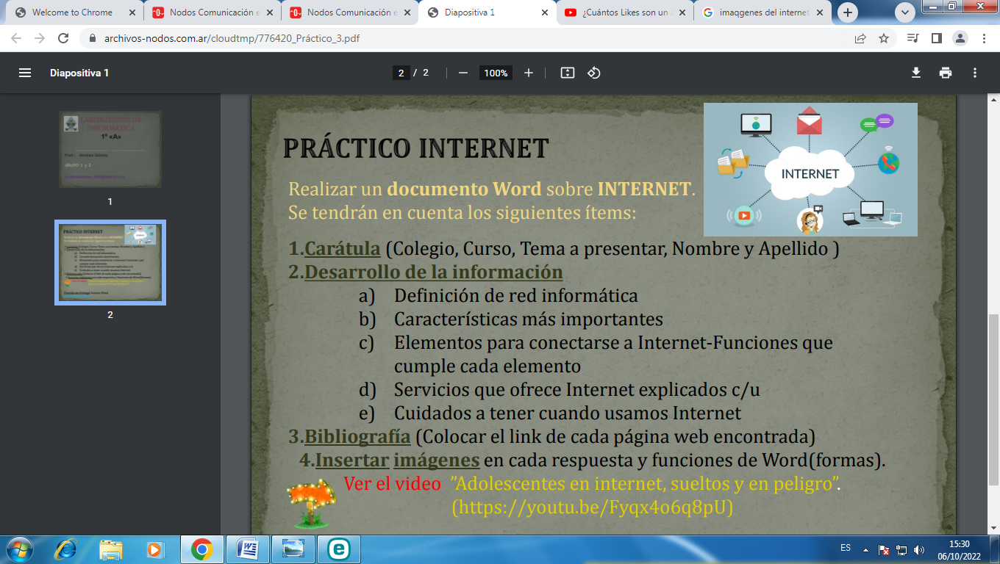 Welcome to Chrome
Nodos Comunicación e
Nodos Comunicación e
Diapositiva 1
¿Cuántos Likes son un
imaqgenes del internet
archivos-nodos.com.ar/cloudtmp/776420_Práctico_3.pdf
Diapositiva 1
2 / 2
100%
LABORATORIO DE
INFORMÁTICA
1º «A»
Prof.: Andrea Gómez
GRUPO 1 y 2
1
2
PRÁCTICO INTERNET
INTERNET
Realizar un documento Word sobre INTERNET.
Se tendrán en cuenta los siguientes ítems:
1.Carátula (Colegio, Curso, Tema a presentar, Nombre y Apellido )
2.Desarrollo de la información
a) Definición de red informática
b) Características más importantes
c) Elementos para conectarse a Internet-Funciones que
cumple cada elemento
d) Servicios que ofrece Internet explicados c/u
e) Cuidados a tener cuando usamos Internet
3.Bibliografía (Colocar el link de cada página web encontrada)
4.Insertar imágenes en cada respuesta y funciones de Word(formas).
Ver el video ”Adolescentes en internet, sueltos y en peligro”.
(https://youtu.be/Fyqx4o6q8pU)
ES
15:30
06/10/2022